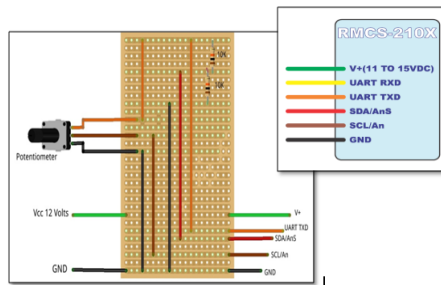 RMCS-210X
V+(11 TO 15VDC)
UART RXD
UART TXD
SDA/AnS
SCL/An
GND
10K
10K
Potentiometer
Vcc 12 Volts
V+
UART TXD
SDA/AnS
SCL/An
GND
GND